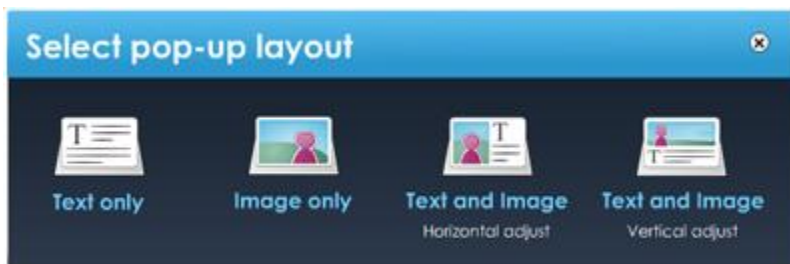 Select pop-up layout
T
T
T
Text only
Image only
Text and Image
Text and Image
Horizontal adjust
Vertical adjust